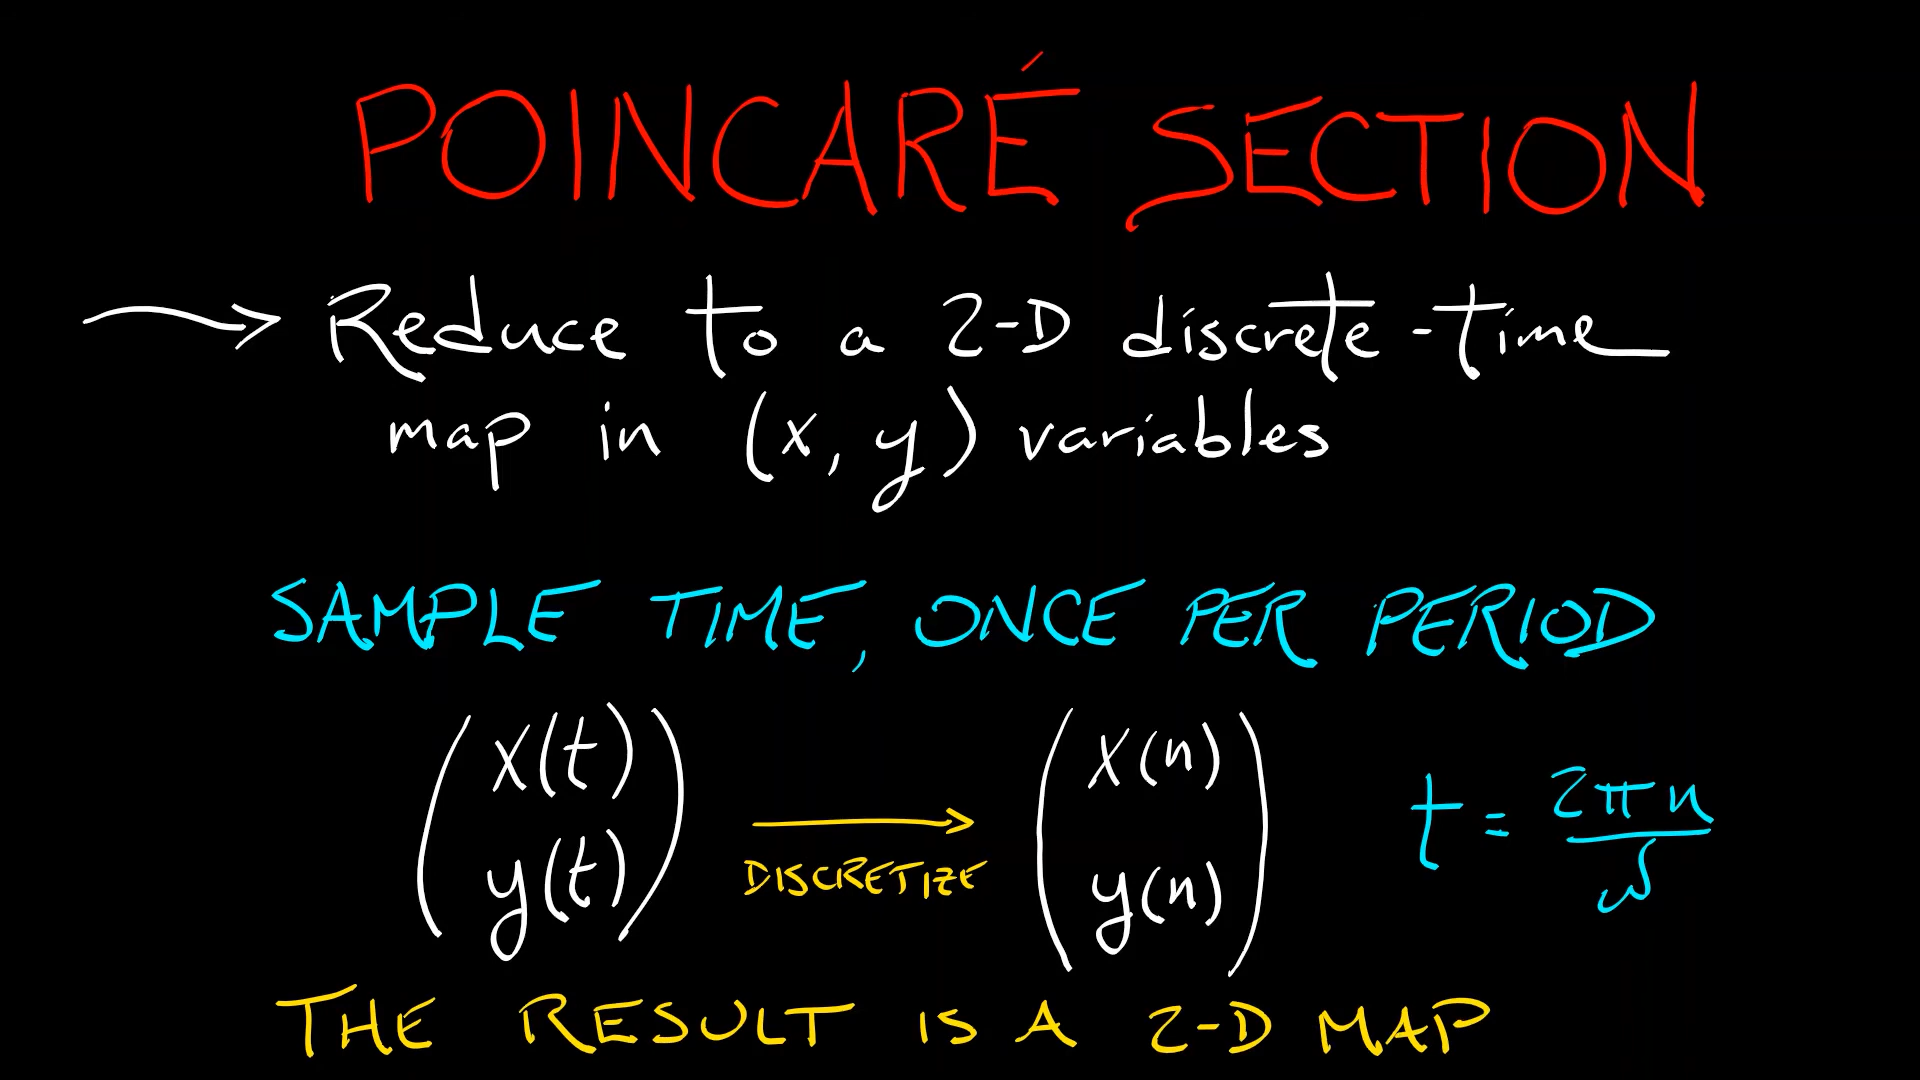 POINCARÉ SECTION
→ Reduce to a 2-D discrete-time
map in (x, y) variables
SAMPLE TIME, ONCE PER PERIOD
x(t) x(n)
DISCRETIZE t = 2πn/ω
y(t) y(n)
THE RESULT IS A 2-D MAP